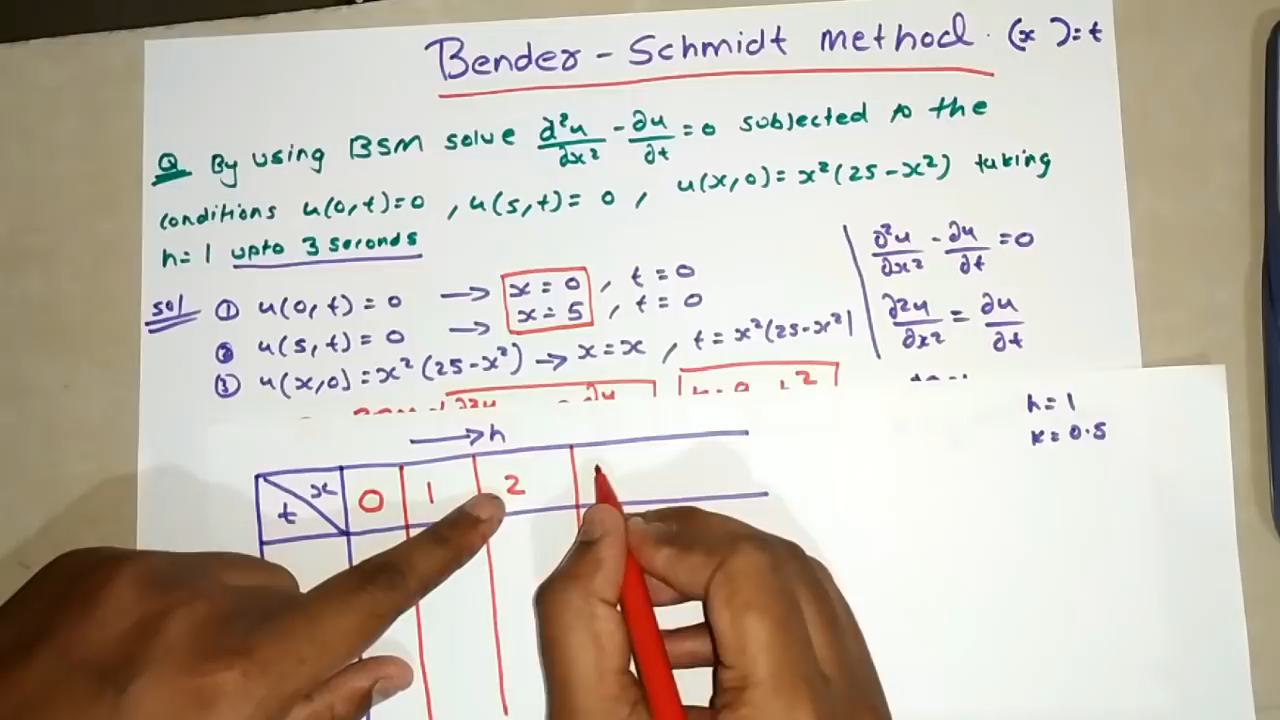 Bender-Schmidt method. (x )=t
Q By using BSM solve ∂²u/∂x² - ∂u/∂t = 0 subjected to the
conditions u(0,t)=0 , u(5,t)=0 , u(x,0)= x²(25-x²) taking
h=1 upto 3 seconds
sol ① u(0,t)=0 → x=0 , t=0
② u(5,t)=0 → x=5 , t=0
③ u(x,0)=x²(25-x²) → x=x , t=x²(25-x²)
∂²u/∂x² - ∂u/∂t =0
∂2u/∂x² = ∂u/∂t
h=1
k=0.5
→ h
x
t
0 1 2